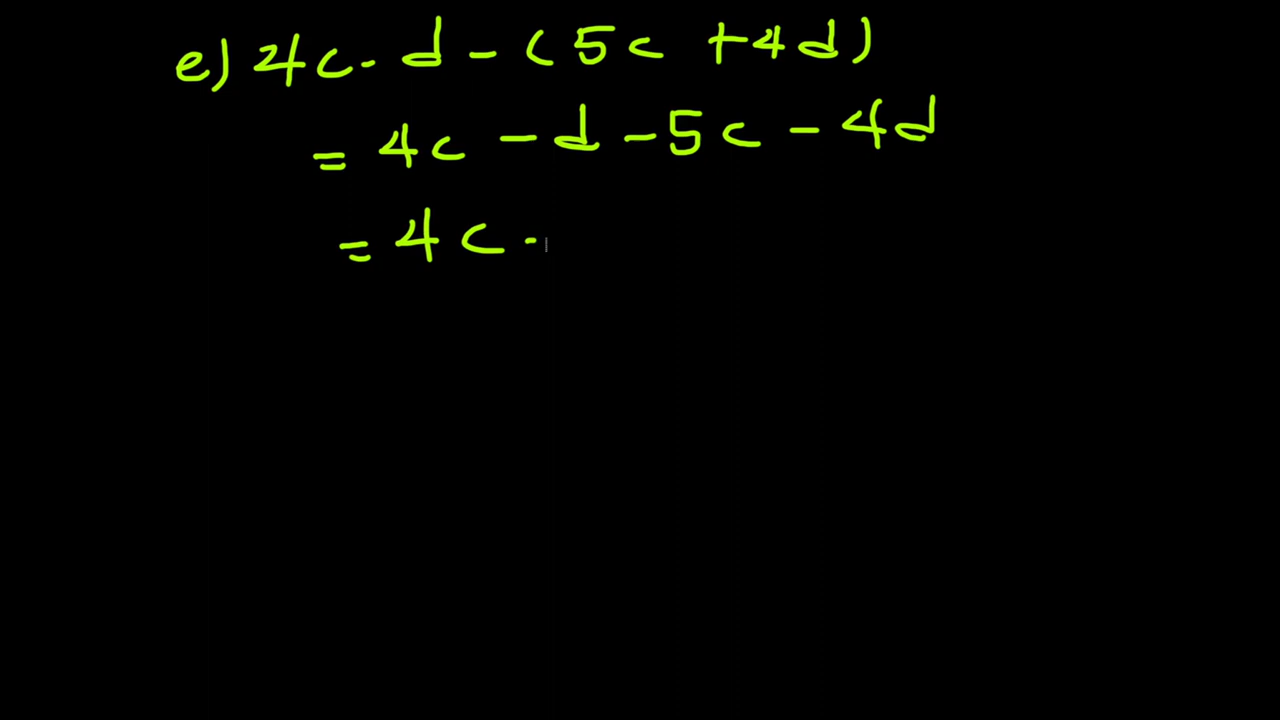 e) 4c - d - (5c + 4d)
= 4c - d - 5c - 4d
= 4c -